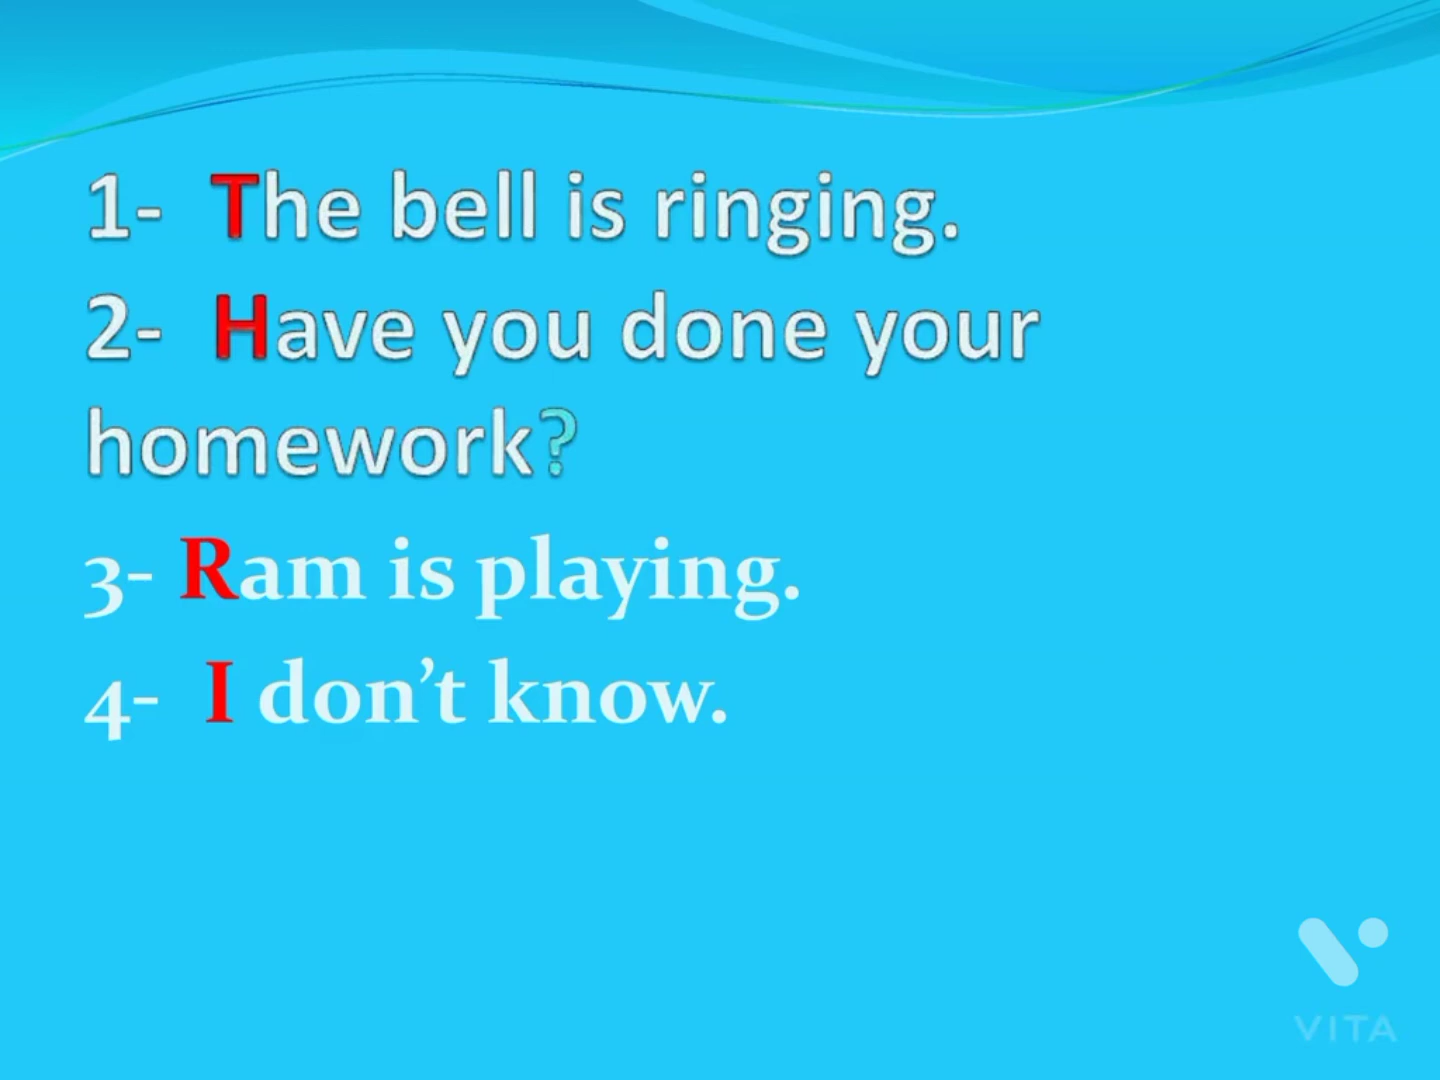 1- The bell is ringing.
2- Have you done your
homework?
3- Ram is playing.
4- I don’t know.
VITA